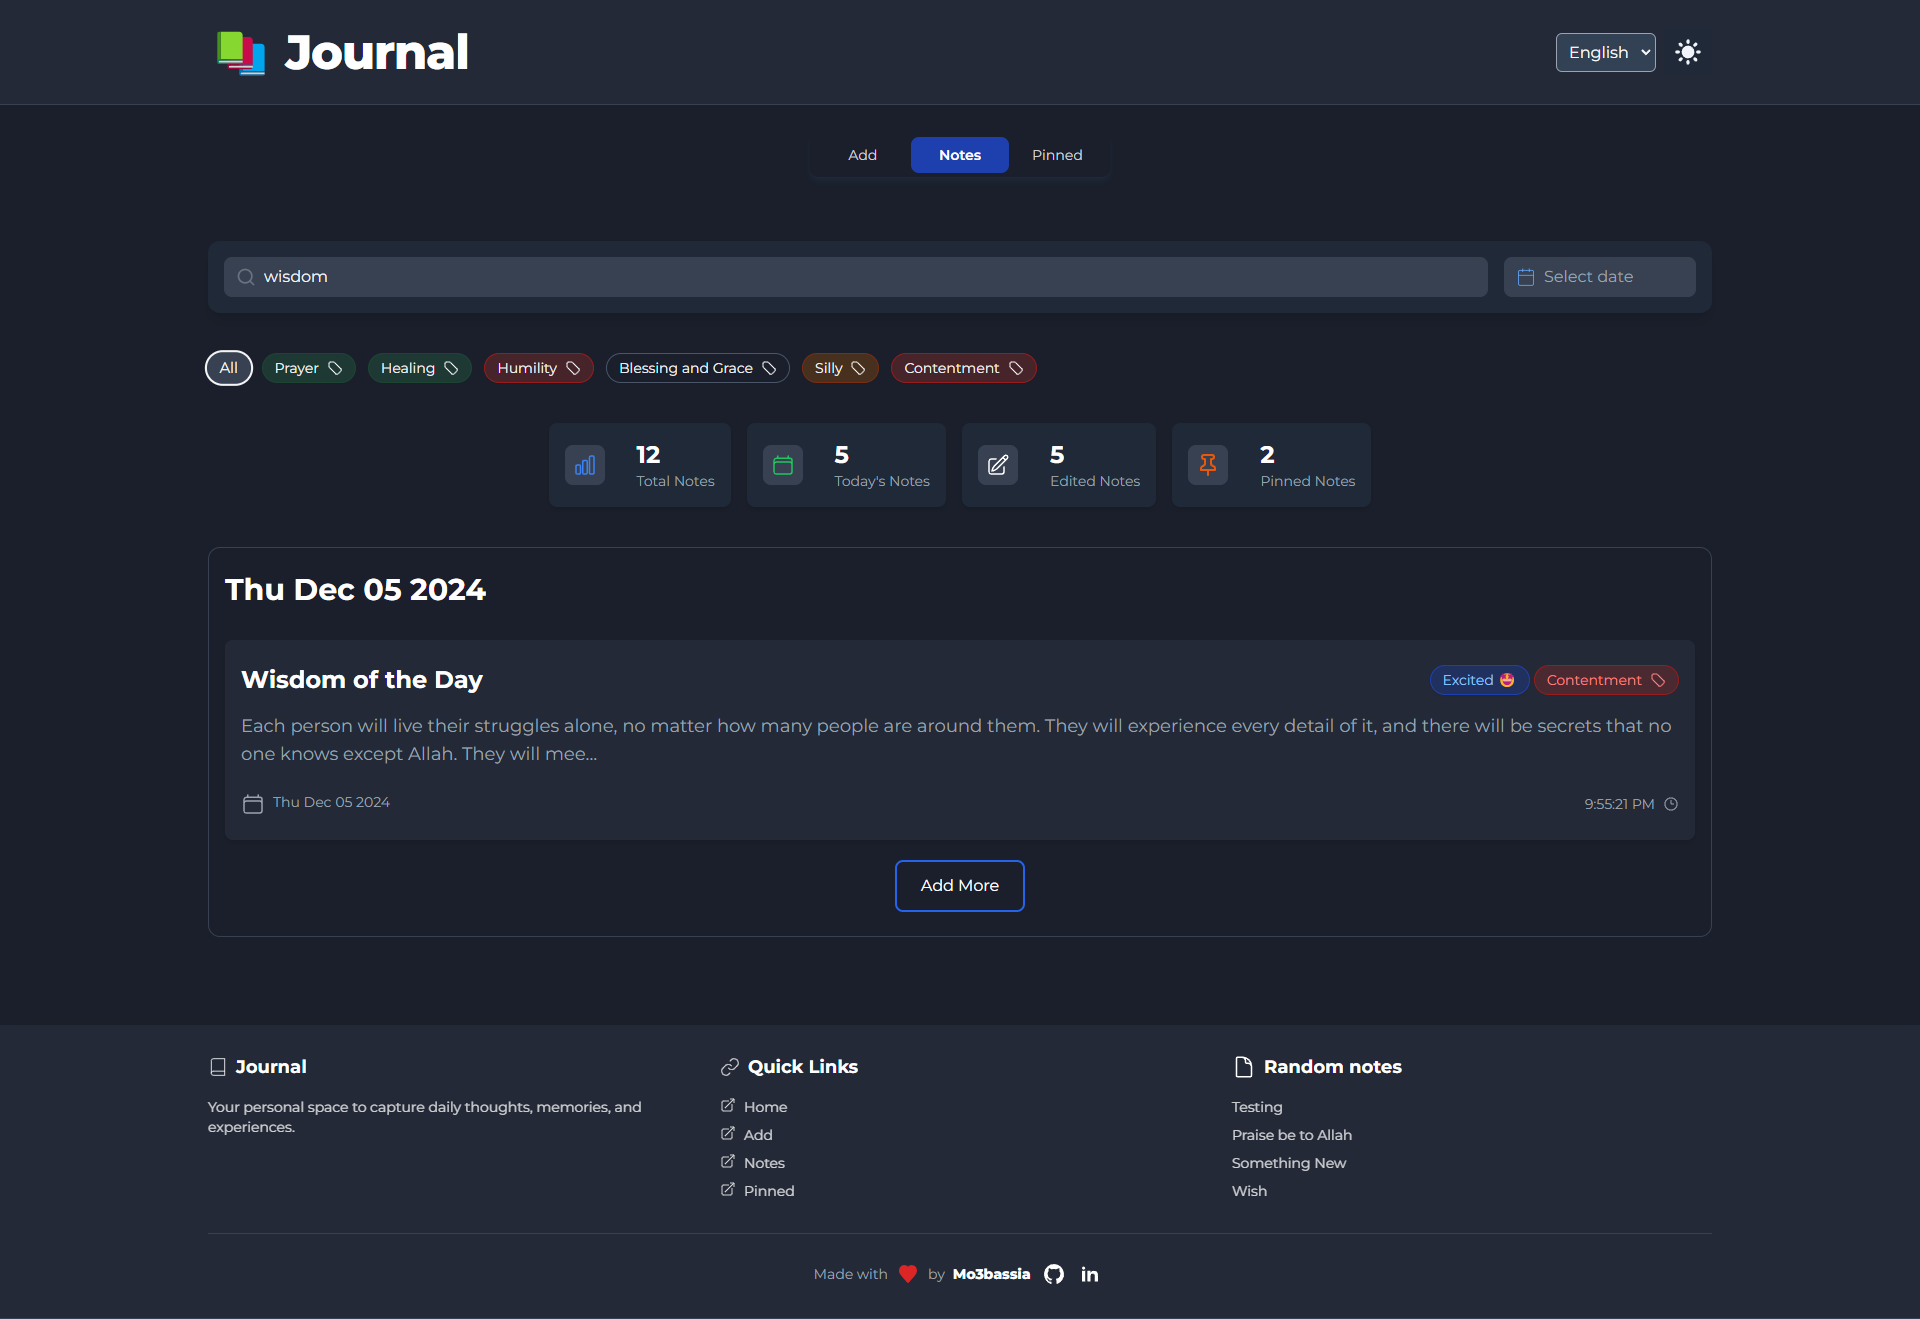 Journal
English
Add
Notes
Pinned
wisdom
Select date
All
Prayer
Healing
Humility
Blessing and Grace
Silly
Contentment
12
Total Notes
5
Today's Notes
5
Edited Notes
2
Pinned Notes
Thu Dec 05 2024
Wisdom of the Day
Excited
Contentment
Each person will live their struggles alone, no matter how many people are around them. They will experience every detail of it, and there will be secrets that no
one knows except Allah. They will mee...
Thu Dec 05 2024
9:55:21 PM
Add More
Journal
Your personal space to capture daily thoughts, memories, and
experiences.
Quick Links
Home
Add
Notes
Pinned
Random notes
Testing
Praise be to Allah
Something New
Wish
Made with
by Mo3bassia
in